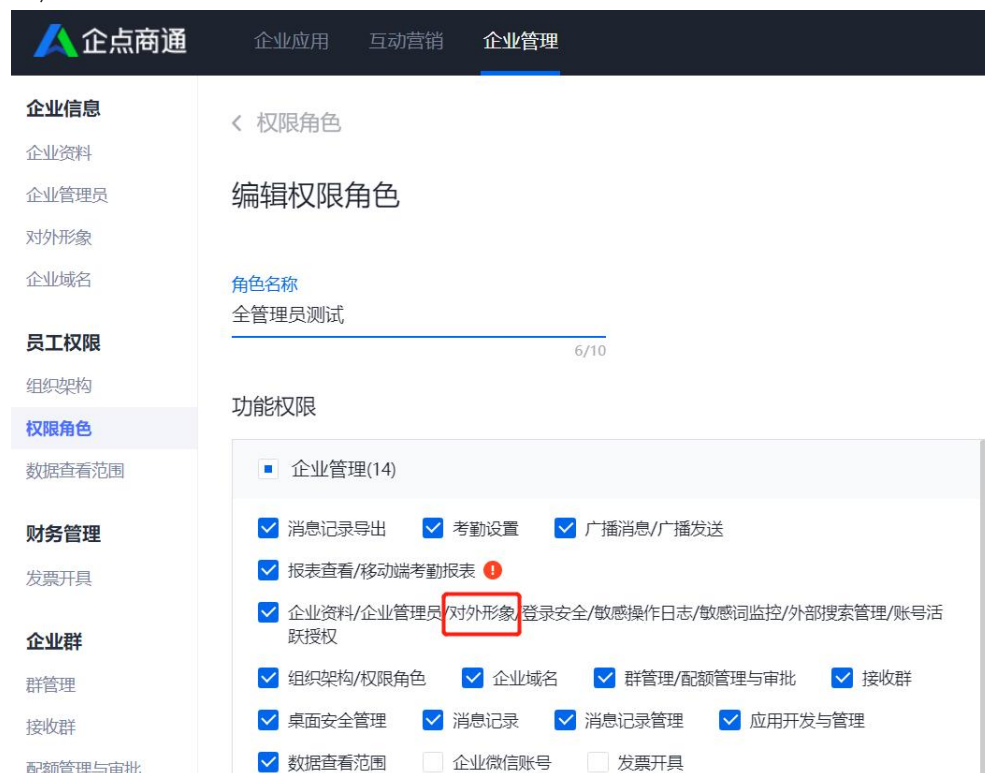 企点商通
企业应用 互动营销 企业管理
企业信息
企业资料
企业管理员
对外形象
企业域名
员工权限
组织架构
权限角色
数据查看范围
财务管理
发票开具
企业群
群管理
接收群
配额管理与审批
< 权限角色
编辑权限角色
角色名称
全管理员测试
6/10
功能权限
企业管理(14)
消息记录导出 考勤设置 广播消息/广播发送
报表查看/移动端考勤报表
企业资料/企业管理员/对外形象/登录安全/敏感操作日志/敏感词监控/外部搜索管理/账号活
跃授权
组织架构/权限角色 企业域名 群管理/配额管理与审批 接收群
桌面安全管理 消息记录 消息记录管理 应用开发与管理
数据查看范围 企业微信账号 发票开具